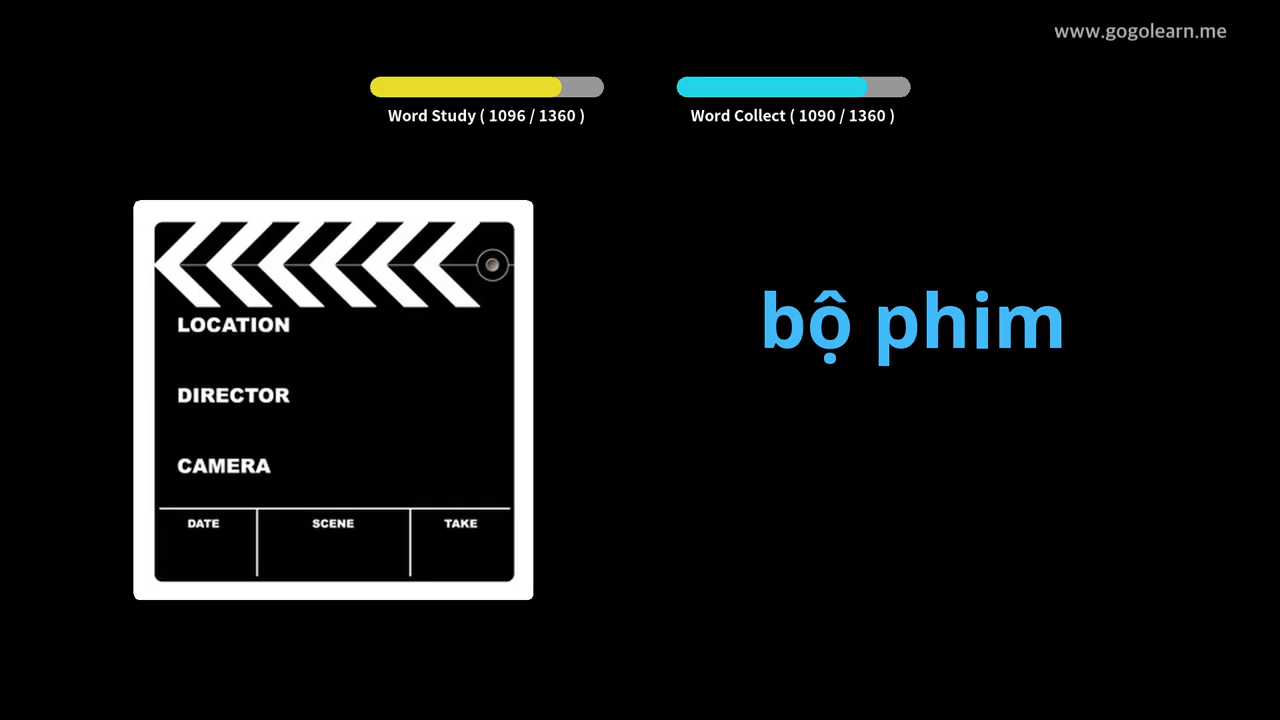 www.gogolearn.me
Word Study ( 1096 / 1360 )
Word Collect ( 1090 / 1360 )
LOCATION
DIRECTOR
CAMERA
DATE
SCENE
TAKE
bộ phim